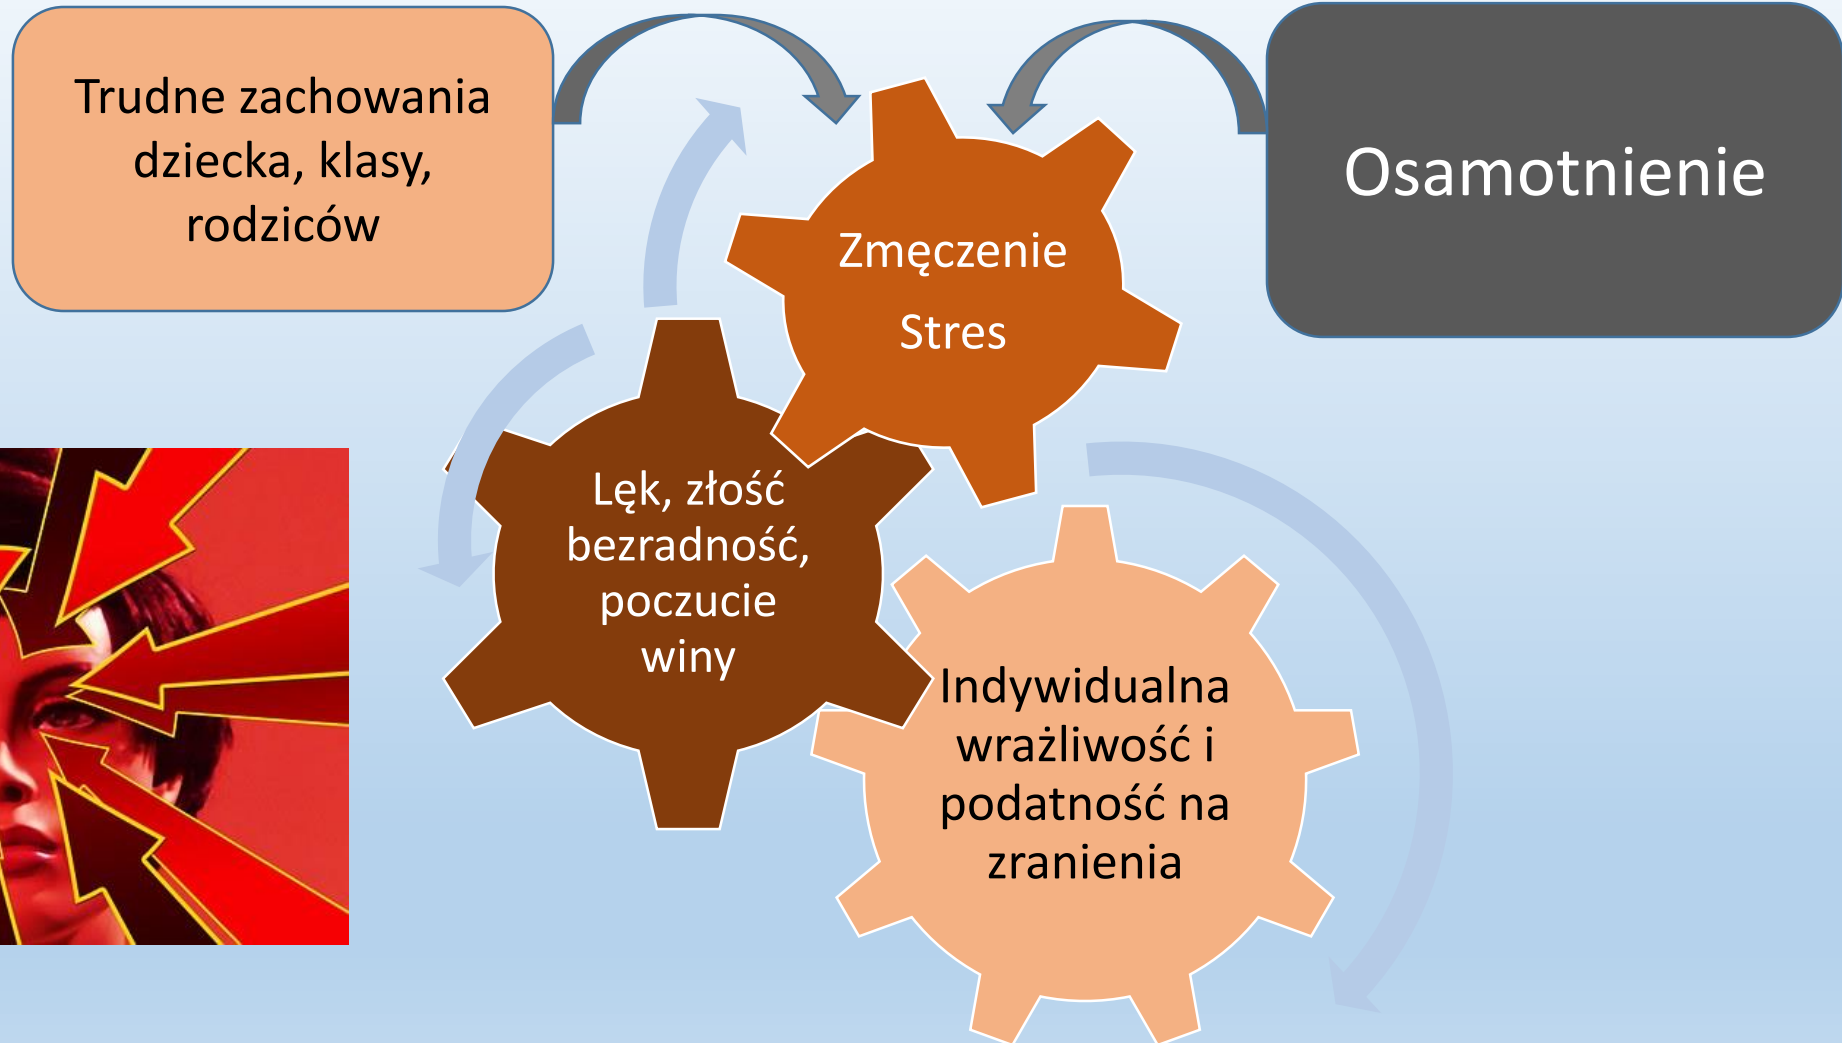 Trudne zachowania
dziecka, klasy,
rodziców
Osamotnienie
Zmęczenie
Stres
Lęk, złość
bezradność,
poczucie
winy
Indywidualna
wrażliwość i
podatność na
zranienia